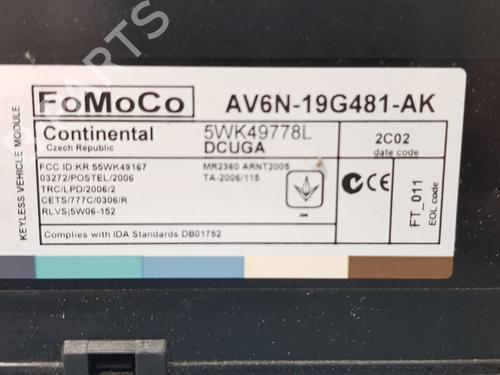 PARTS
KEYLESS VEHICLE MODULE
FoMoCo
AV6N-19G481-AK
Continental
Czech Republic
5WK49778L
DCUGA
2C02
date code
FCC ID:KR 55WK49167
03272/POSTEL/2006
TRC/LPD/2006/2
CETS/777C/0306/R
RLVS|5W06-152
MR2360 ARNT2005
TA-2006/115
FT_011
EOL code
Complies with IDA Standards DB01752